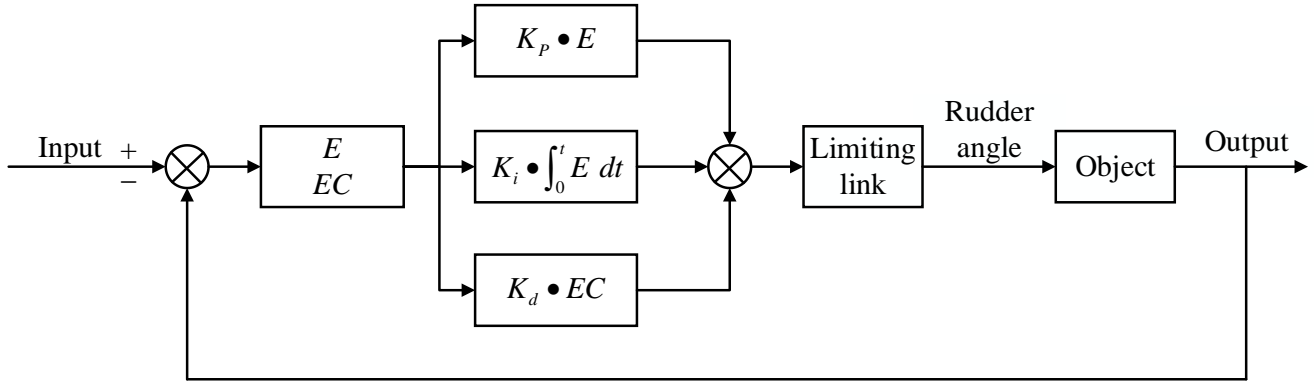 Input
+
−
E
EC
K_P • E
K_i • ∫_0^t E dt
K_d • EC
Limiting
link
Rudder
angle
Object
Output